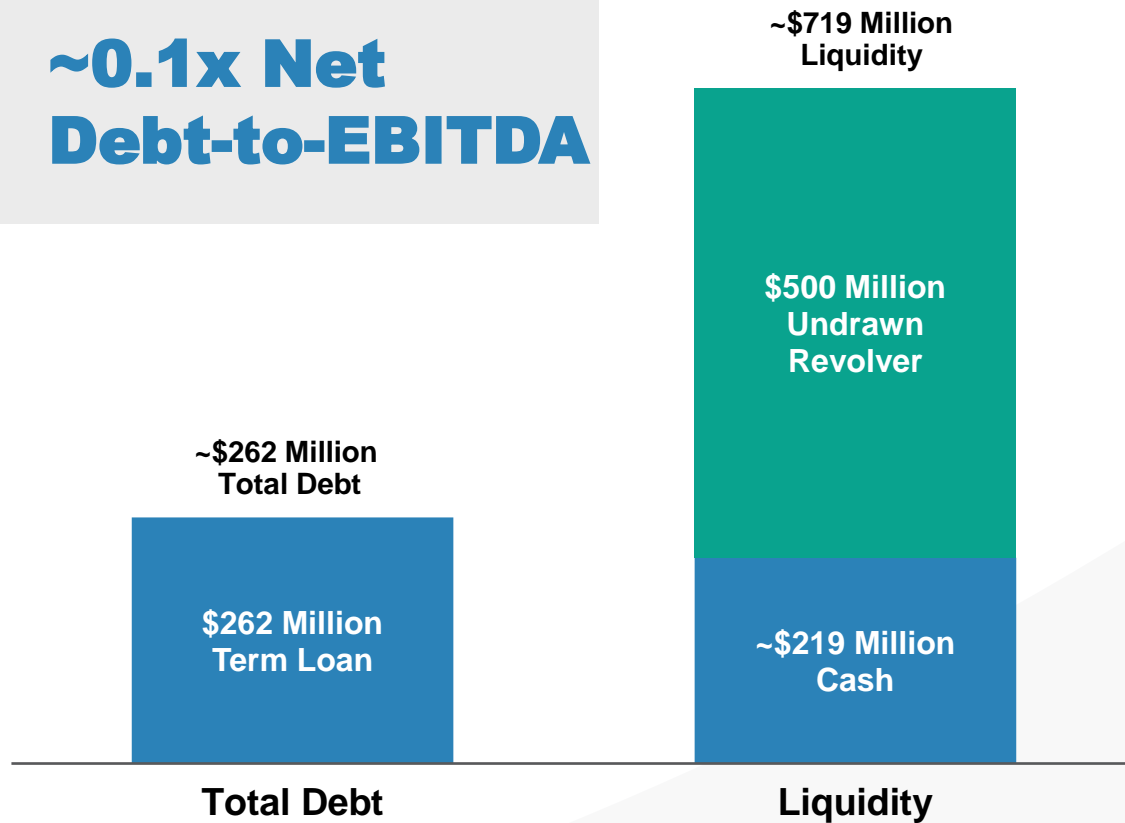 ~0.1x Net
Debt-to-EBITDA
~$719 Million
Liquidity
$500 Million
Undrawn
Revolver
~$262 Million
Total Debt
$262 Million
Term Loan
~$219 Million
Cash
Total Debt
Liquidity